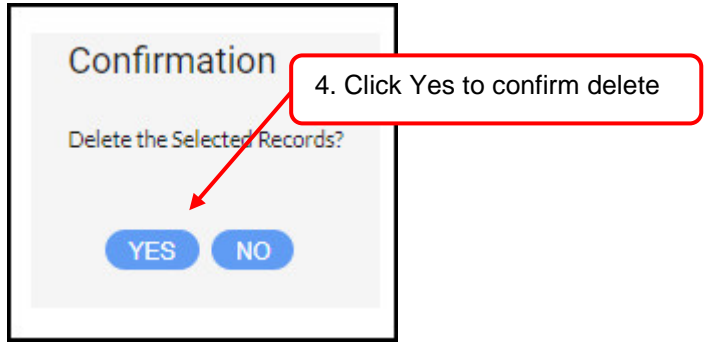 Confirmation
4. Click Yes to confirm delete
Delete the Selected Records?
YES NO